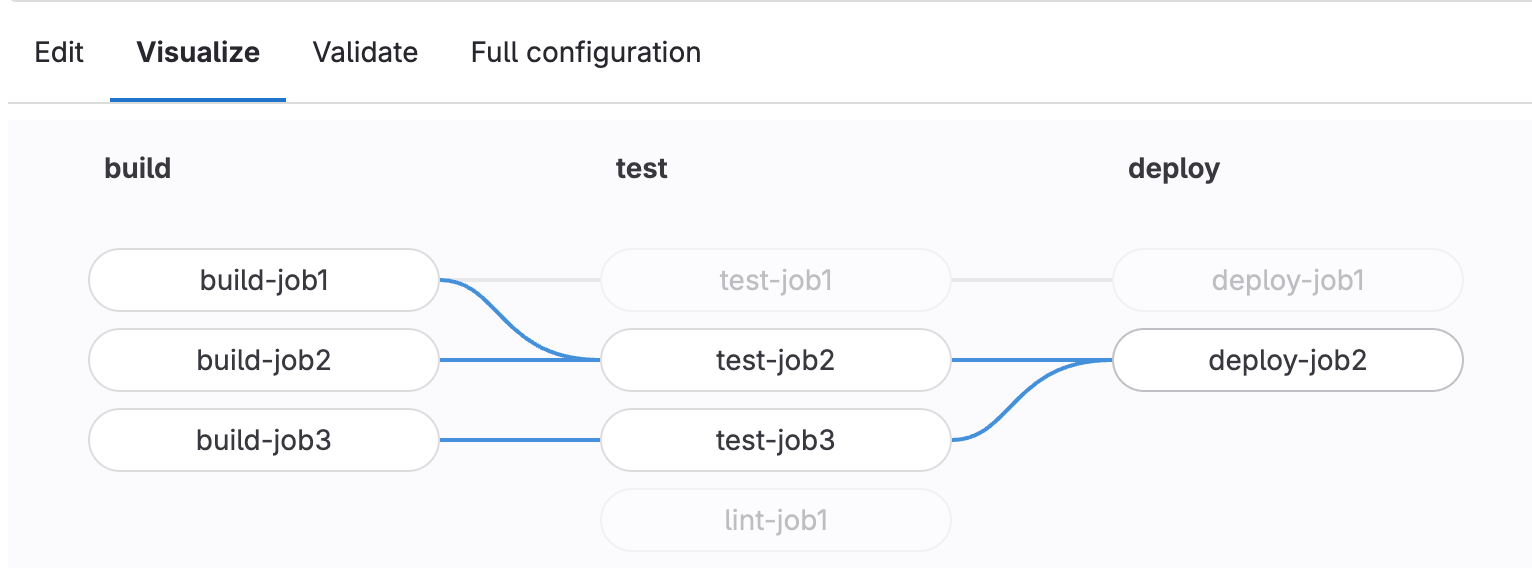 Edit Visualize Validate Full configuration
build test deploy
build-job1 test-job1 deploy-job1
build-job2 test-job2 deploy-job2
build-job3 test-job3
lint-job1